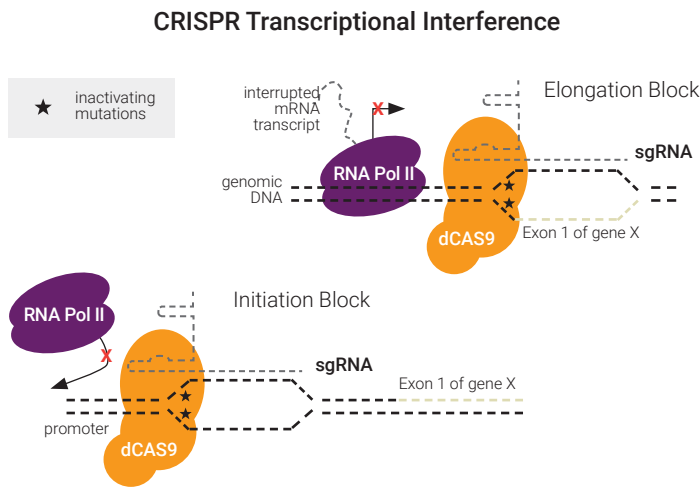 CRISPR Transcriptional Interference
inactivating
mutations
interrupted
mRNA
transcript
X
Elongation Block
sgRNA
RNA Pol II
genomic
DNA
dCAS9
Exon 1 of gene X
Initiation Block
RNA Pol II
X
sgRNA
Exon 1 of gene X
promoter
dCAS9